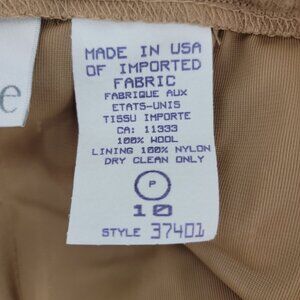 e
MADE IN USA
OF IMPORTED
FABRIC
FABRIQUE AUX
ETATS-UNIS
TISSU IMPORTE
CA: 11333
100% WOOL
LINING 100% NYLON
DRY CLEAN ONLY
P
10
STYLE 37401